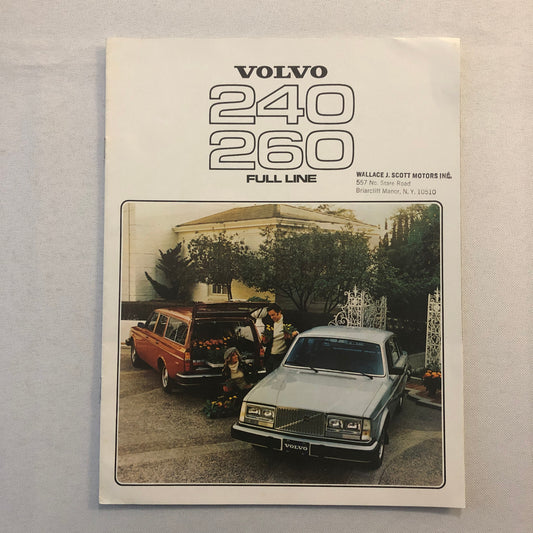 VOLVO
240
260
FULL LINE
WALLACE J. SCOTT MOTORS INC.
557 No. State Road
Briarcliff Manor, N. Y. 10510
VOLVO